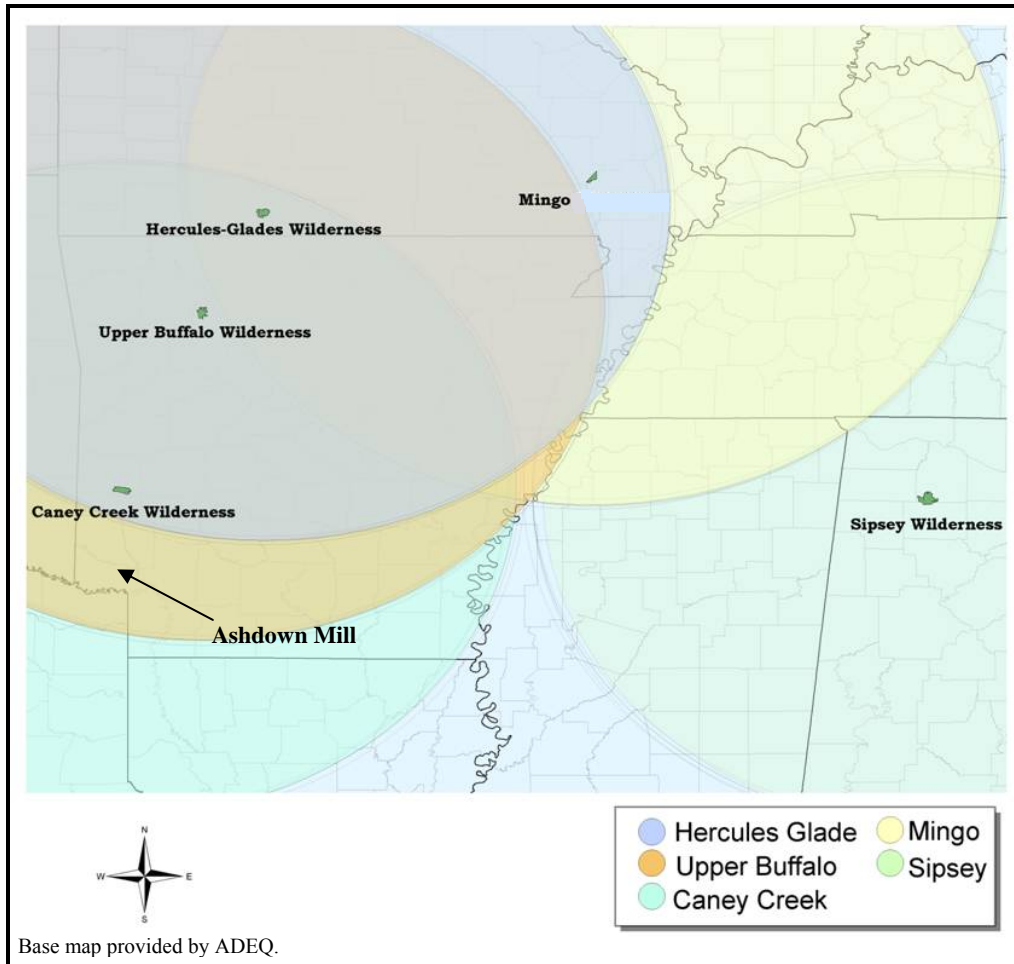 Mingo
Hercules-Glades Wilderness
Upper Buffalo Wilderness
Caney Creek Wilderness
Sipsey Wilderness
Ashdown Mill
N
W E
S
Hercules Glade
Upper Buffalo
Caney Creek
Mingo
Sipsey
Base map provided by ADEQ.